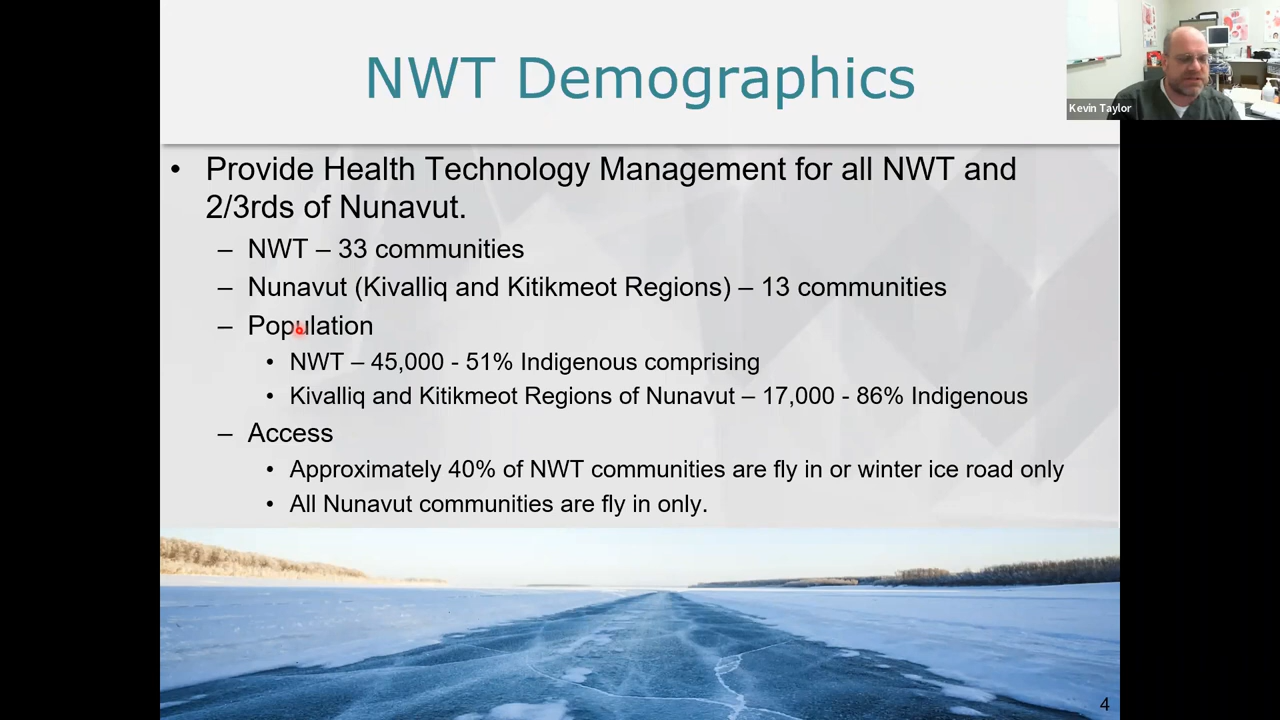 NWT Demographics
Kevin Taylor
• Provide Health Technology Management for all NWT and
2/3rds of Nunavut.
– NWT – 33 communities
– Nunavut (Kivalliq and Kitikmeot Regions) – 13 communities
– Population
• NWT – 45,000 - 51% Indigenous comprising
• Kivalliq and Kitikmeot Regions of Nunavut – 17,000 - 86% Indigenous
– Access
• Approximately 40% of NWT communities are fly in or winter ice road only
• All Nunavut communities are fly in only.
4